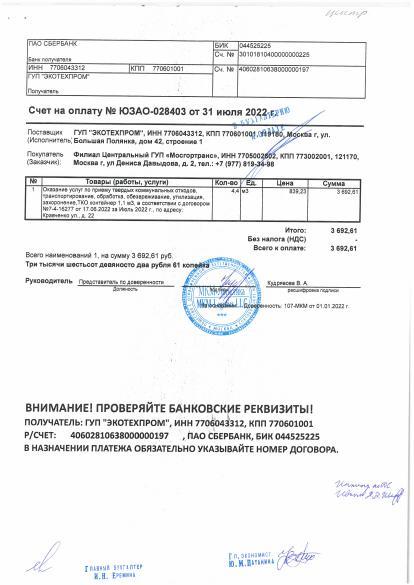 ПАО СБЕРБАНК
БИК 044525225
Сч. № 30101810400000000225
Банк получателя
ИНН 7706043312 КПП 770601001
Сч. № 40602810638000000197
ГУП "ЭКОТЕХПРОМ"
Получатель
В БУХГАЛТЕРИЮ
К ОПЛАТЕ
Счет на оплату № ЮЗАО-028403 от 31 июля 2022 г.
Поставщик ГУП "ЭКОТЕХПРОМ", ИНН 7706043312, КПП 770601001, 119180, Москва г, ул.
(Исполнитель) Большая Полянка, дом 42, строение 1
Покупатель Филиал Центральный ГУП «Мосгортранс», ИНН 7705002602, КПП 773002001, 121170,
(Заказчик): Москва г, ул Дениса Давыдова, д. 2, тел.: +7 (977) 819-34-98
№ Товары (работы, услуги) Кол-во Ед. Цена Сумма
1 Оказание услуг по приему твердых коммунальных отходов, 4,4 м3 839,23 3 692,61
транспортирование, обработка, обезвреживание, утилизация,
захоронение,ТКО контейнер 1,1 м3, в соответствии с договором
№7-4-16277 от 17.06.2022 за Июль 2022 г., по адресу:
Кравченко ул., д. 22
Итого: 3 692,61
Без налога (НДС) -
Всего к оплате: 3 692,61
Всего наименований 1, на сумму 3 692,61 руб.
Три тысячи шестьсот девяносто два рубля 61 копейка
Руководитель Представитель по доверенности Кудрякова В. А.
Должность расшифровка подписи
Доверенности: 107-МКМ от 01.01.2022 г.
ВНИМАНИЕ! ПРОВЕРЯЙТЕ БАНКОВСКИЕ РЕКВИЗИТЫ!
ПОЛУЧАТЕЛЬ: ГУП "ЭКОТЕХПРОМ", ИНН 7706043312, КПП 770601001
Р/СЧЕТ: 40602810638000000197 , ПАО СБЕРБАНК, БИК 044525225
В НАЗНАЧЕНИИ ПЛАТЕЖА ОБЯЗАТЕЛЬНО УКАЗЫВАЙТЕ НОМЕР ДОГОВОРА.
ГЛАВНЫЙ БУХГАЛТЕР
И.Н. ЕРЕМИНА
ГЛ. ЭКОНОМИСТ
Ю.М. ПАТАНИНА